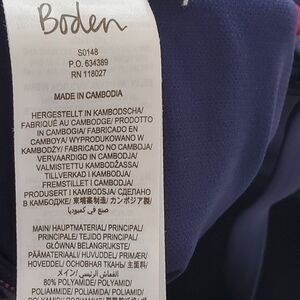 Boden
S0148
P.O. 634389
RN 118027
MADE IN CAMBODIA
HERGESTELLT IN KAMBODSCHA/
FABRIQUÉ AU CAMBODGE/ PRODOTTO
IN CAMBOGIA/ FABRICADO EN
CAMBOYA/ WYPRODUKOWANO W
KAMBODŻY/ FABRICADO NO CAMBOJA/
VERVAARDIGD IN CAMBODJA/
VALMISTETTU KAMBODŽASSA/
TILLVERKAD I KAMBODJA/
FREMSTILLET I CAMBODJA/
PRODUSERT I KAMBODSJA/ СДЕЛАНО
В КАМБОДЖЕ/ 柬埔寨制造/ カンボジア製/
صنع في كمبوديا
MAIN/ HAUPTMATERIAL/ PRINCIPAL/
PRINCIPALE/ TEJIDO PRINCIPAL/
GŁÓWNA/ BELANGRIJKSTE/
PÄÄMATERIAALI/ HUVUDDEL/ PRIMÆR/
HOVEDDEL/ ОСНОВНАЯ ТКАНЬ/ 主面料/
メイン/ القماش الرئيسي
80% POLYAMIDE/ POLYAMID/
POLYAMIDE/ POLIAMMIDE/ POLIAMIDA/